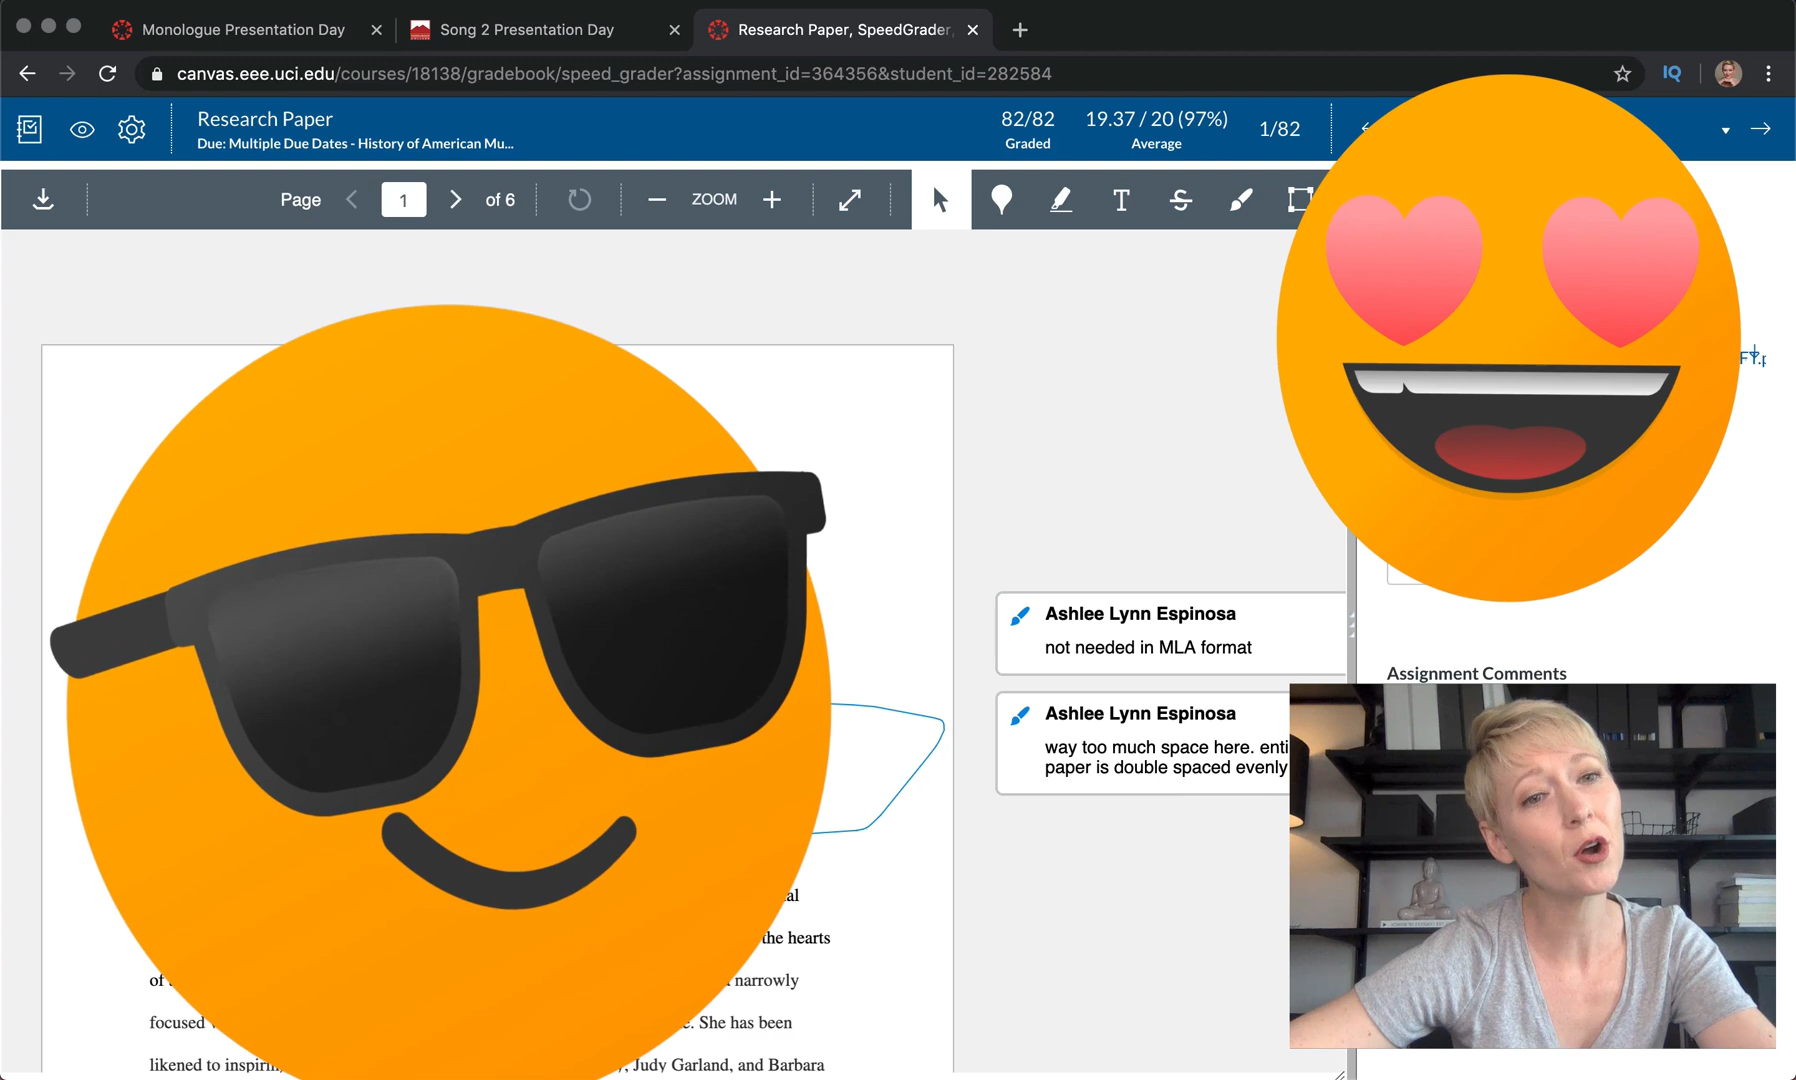 Monologue Presentation Day
Song 2 Presentation Day
Research Paper, SpeedGrader,
canvas.eee.uci.edu/courses/18138/gradebook/speed_grader?assignment_id=364356&student_id=282584
IQ
Research Paper
Due: Multiple Due Dates - History of American Mu...
82/82
Graded
19.37 / 20 (97%)
Average
1/82
Page 1 of 6
ZOOM
T
S
Ashlee Lynn Espinosa
not needed in MLA format
Assignment Comments
Ashlee Lynn Espinosa
way too much space here. enti
paper is double spaced evenly
al
the hearts
of
narrowly
focused
. She has been
likened to
, Judy Garland, and Barbara